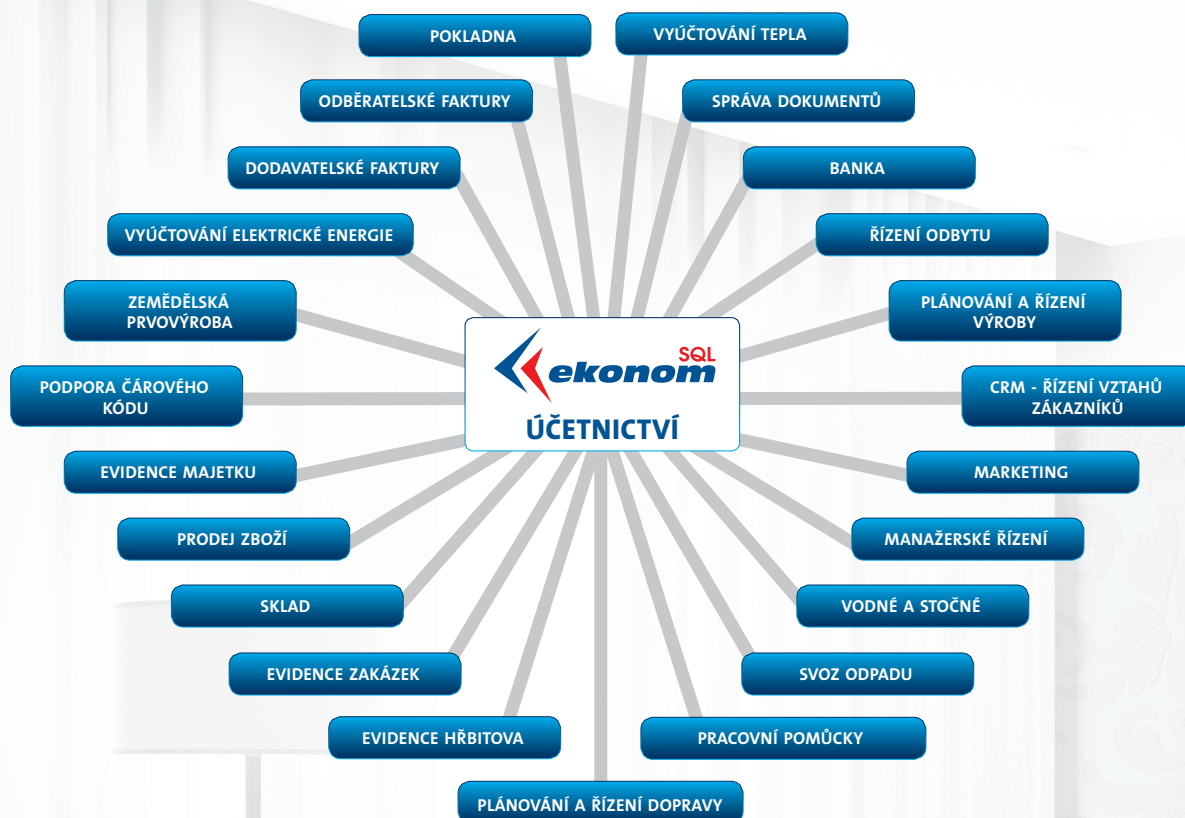 POKLADNA
VYÚČTOVÁNÍ TEPLA
ODBĚRATELSKÉ FAKTURY
SPRÁVA DOKUMENTŮ
DODAVATELSKÉ FAKTURY
BANKA
VYÚČTOVÁNÍ ELEKTRICKÉ ENERGIE
ŘÍZENÍ ODBYTU
ZEMĚDĚLSKÁ
PRVOVÝROBA
PLÁNOVÁNÍ A ŘÍZENÍ
VÝROBY
SQL
ekonom
ÚČETNICTVÍ
PODPORA ČÁROVÉHO
KÓDU
CRM - ŘÍZENÍ VZTAHŮ
ZÁKAZNÍKŮ
EVIDENCE MAJETKU
MARKETING
PRODEJ ZBOŽÍ
MANAŽERSKÉ ŘÍZENÍ
SKLAD
VODNÉ A STOČNÉ
EVIDENCE ZAKÁZEK
SVOZ ODPADU
EVIDENCE HŘBITOVA
PRACOVNÍ POMŮCKY
PLÁNOVÁNÍ A ŘÍZENÍ DOPRAVY